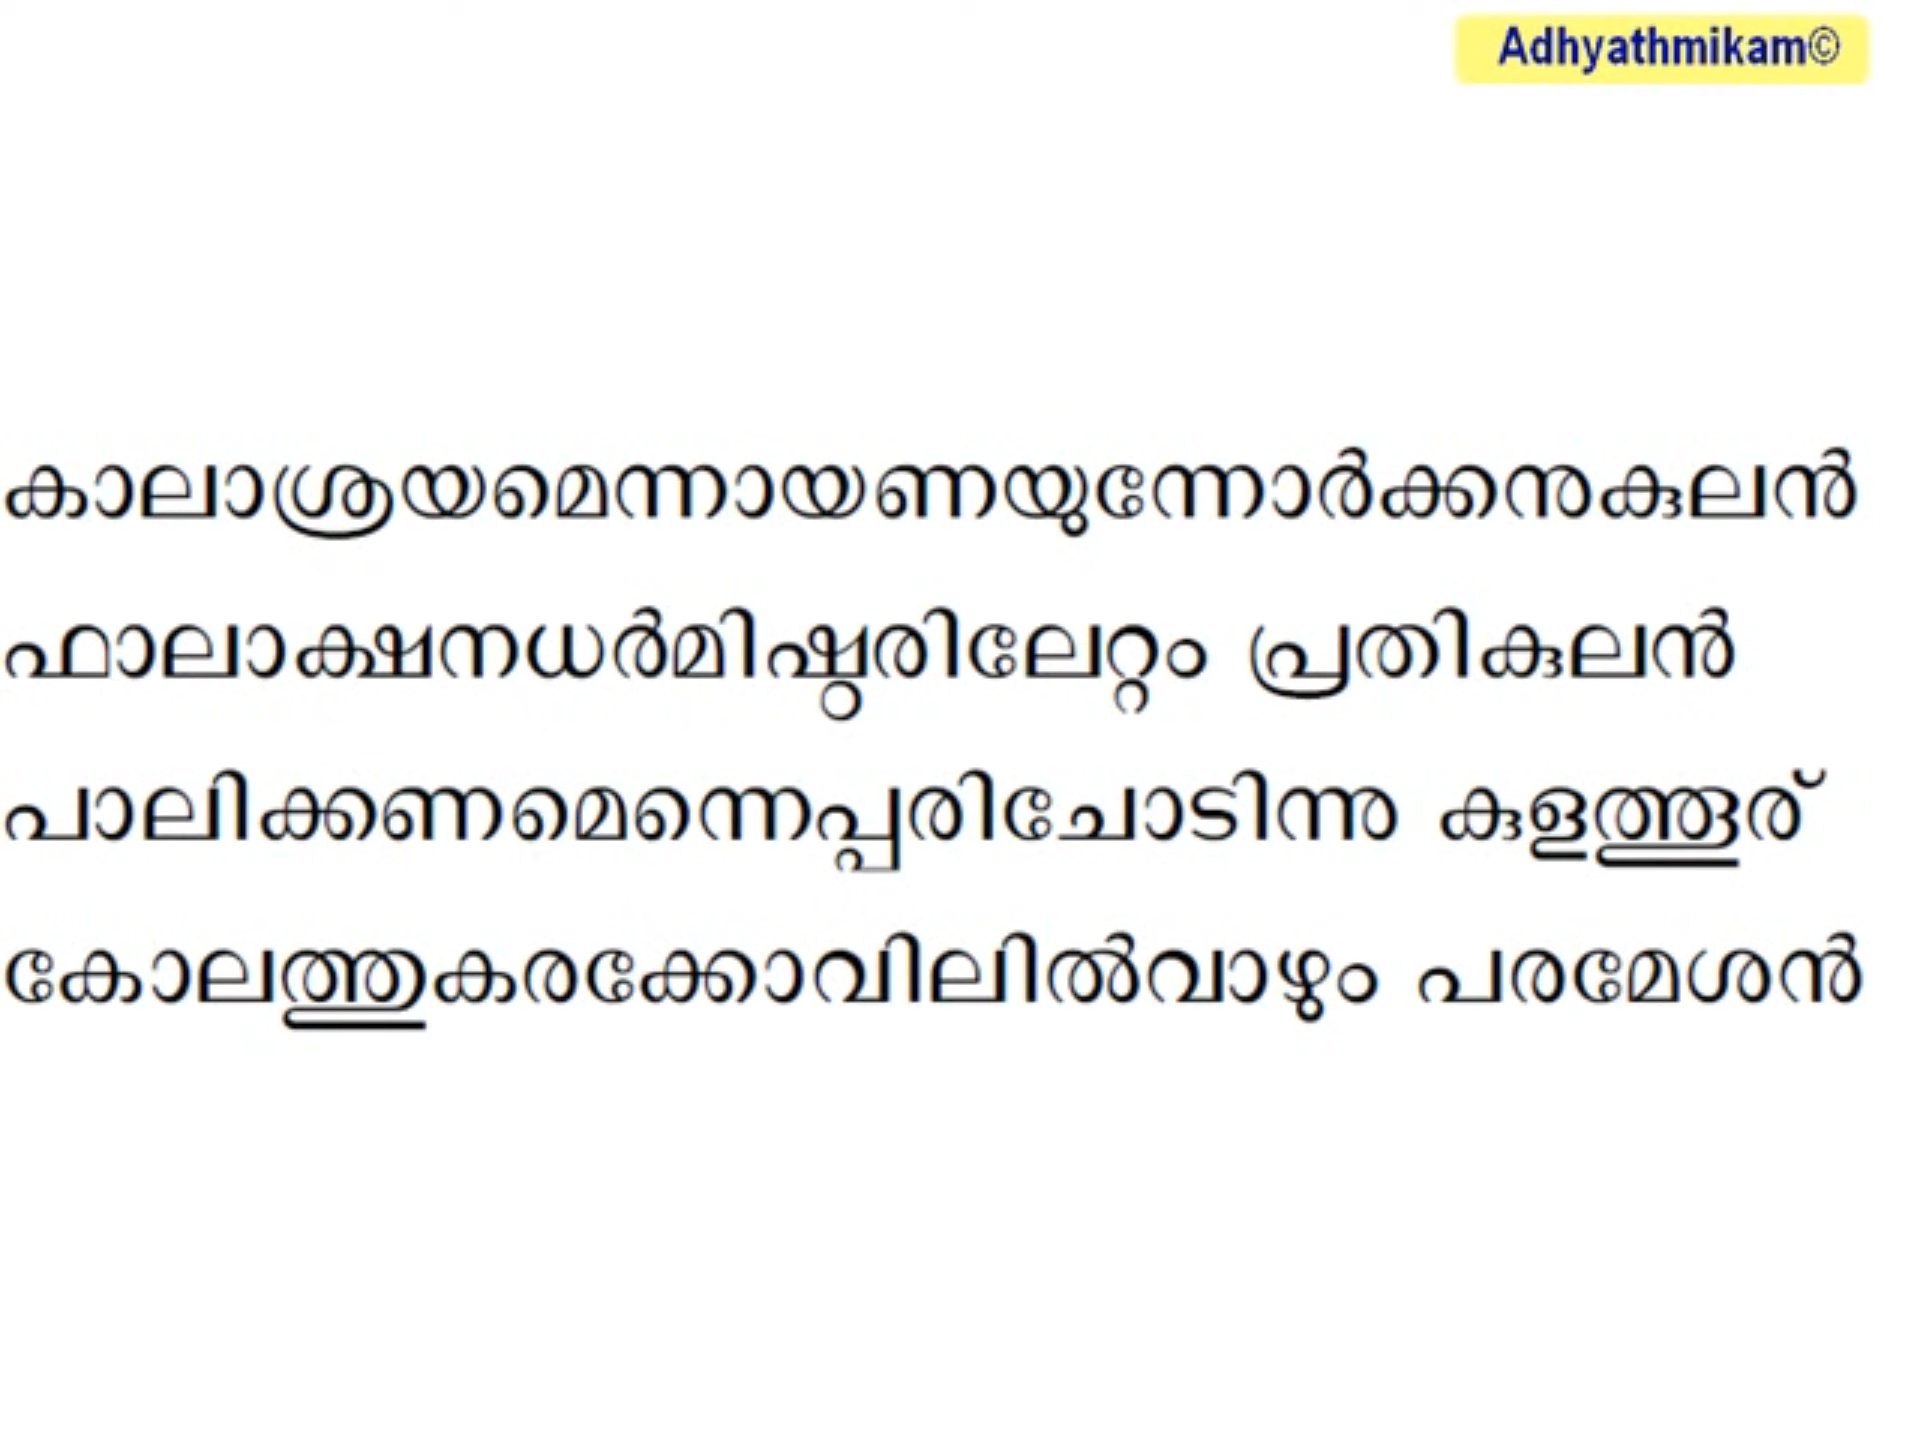 Adhyathmikam©
കാലാശ്രയമെന്നായണയുന്നോർക്കനുകുലൻ
ഫാലാക്ഷനധർമിഷ്ഠരിലേറ്റം പ്രതികുലൻ
പാലിക്കണമെന്നെപ്പരിചോടിന്നു കുളത്തൂര്
കോലത്തുകരക്കോവിലിൽവാഴും പരമേശൻ